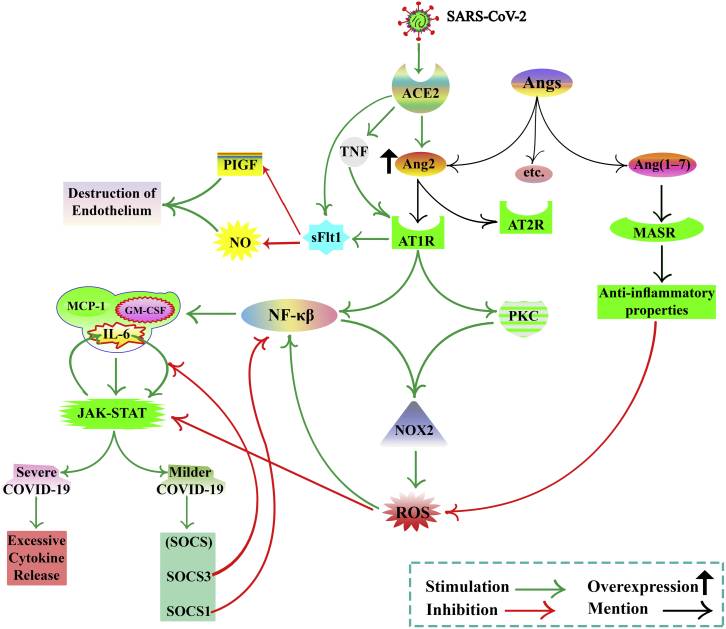 SARS-CoV-2
ACE2
Angs
TNF
Ang2
etc.
Ang(1–7)
PIGF
Destruction of
Endothelium
NO
sFlt1
AT1R
AT2R
MASR
Anti-inflammatory
properties
MCP-1
GM-CSF
IL-6
NF-κβ
PKC
JAK-STAT
NOX2
Severe
COVID-19
Milder
COVID-19
ROS
Excessive
Cytokine
Release
(SOCS)
SOCS3
SOCS1
Stimulation
Overexpression
Inhibition
Mention